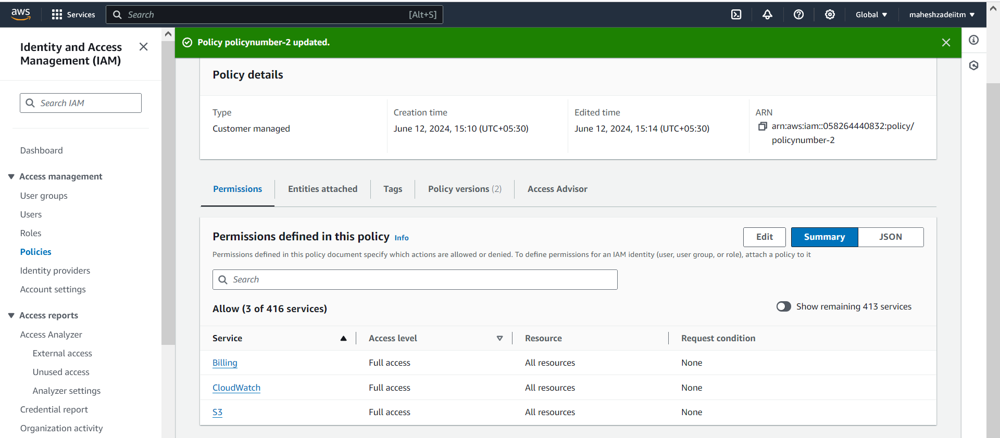 aws
Services
Search [Alt+S]
Global
maheshzadeiitm
Identity and Access
Management (IAM)
Search IAM
Dashboard
Access management
User groups
Users
Roles
Policies
Identity providers
Account settings
Access reports
Access Analyzer
External access
Unused access
Analyzer settings
Credential report
Organization activity
Policy policynumber-2 updated.
Policy details
Type
Customer managed
Creation time
June 12, 2024, 15:10 (UTC+05:30)
Edited time
June 12, 2024, 15:14 (UTC+05:30)
ARN
arn:aws:iam::058264440832:policy/
policynumber-2
Permissions Entities attached Tags Policy versions (2) Access Advisor
Permissions defined in this policy Info
Edit Summary JSON
Permissions defined in this policy document specify which actions are allowed or denied. To define permissions for an IAM identity (user, user group, or role), attach a policy to it
Search
Allow (3 of 416 services)
Show remaining 413 services
Service Access level Resource Request condition
Billing Full access All resources None
CloudWatch Full access All resources None
S3 Full access All resources None